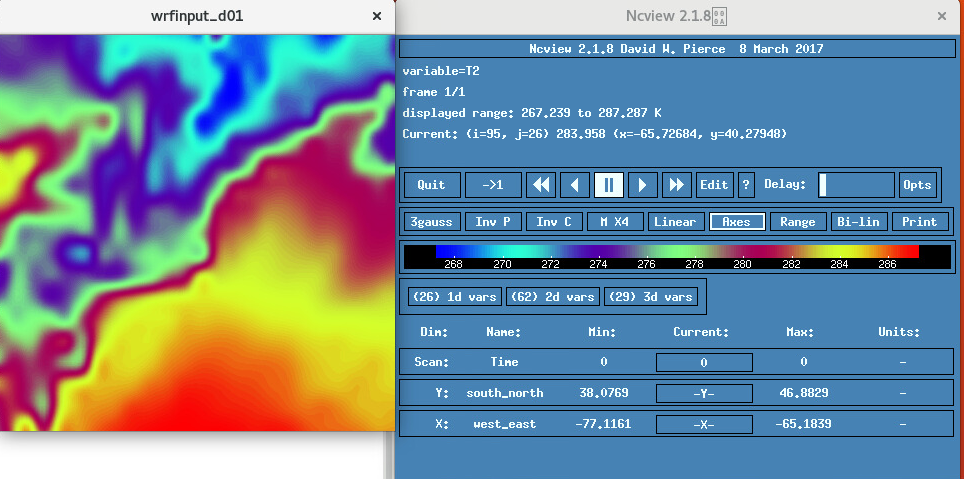 wrfinput_d01
Ncview 2.1.8
Ncview 2.1.8 David W. Pierce  8 March 2017
variable=T2
frame 1/1
displayed range: 267.239 to 287.287 K
Current: (i=95, j=26) 283.958 (x=-65.72684, y=40.27948)
Quit ->1 Edit ? Delay: Opts
3gauss Inv P Inv C M X4 Linear Axes Range Bi-lin Print
268 270 272 274 276 278 280 282 284 286
(26) 1d vars (62) 2d vars (29) 3d vars
Dim: Name: Min: Current: Max: Units:
Scan: Time 0 0 0 -
Y: south_north 38.0769 -Y- 46.8829 -
X: west_east -77.1161 -X- -65.1839 -